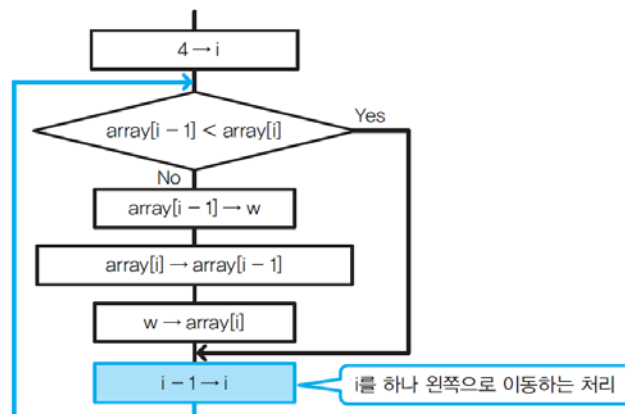 4 → i
array[i − 1] < array[i]
Yes
No
array[i − 1] → w
array[i] → array[i − 1]
w → array[i]
i − 1 → i
i를 하나 왼쪽으로 이동하는 처리